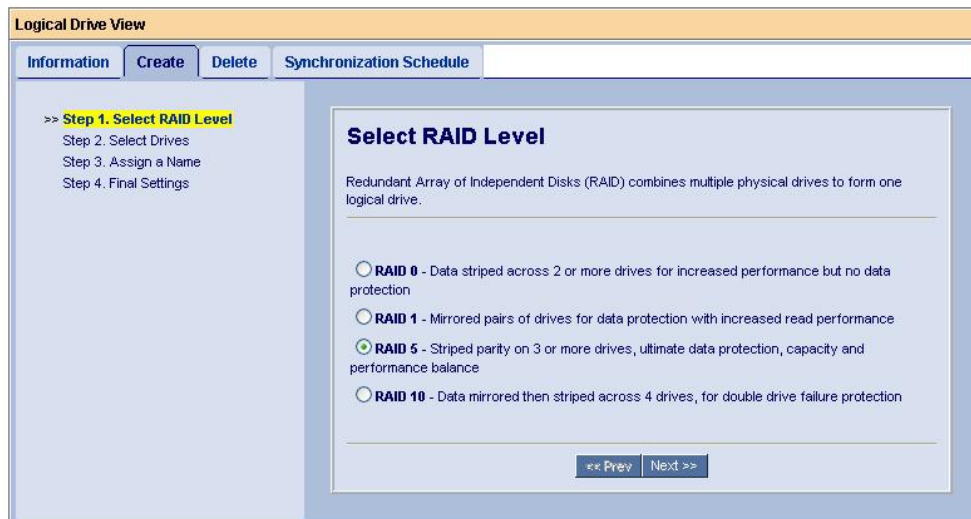 Logical Drive View
Information Create Delete Synchronization Schedule
>> Step 1. Select RAID Level
Step 2. Select Drives
Step 3. Assign a Name
Step 4. Final Settings
Select RAID Level
Redundant Array of Independent Disks (RAID) combines multiple physical drives to form one
logical drive.
RAID 0 - Data striped across 2 or more drives for increased performance but no data
protection
RAID 1 - Mirrored pairs of drives for data protection with increased read performance
RAID 5 - Striped parity on 3 or more drives, ultimate data protection, capacity and
performance balance
RAID 10 - Data mirrored then striped across 4 drives, for double drive failure protection
<< Prev Next >>